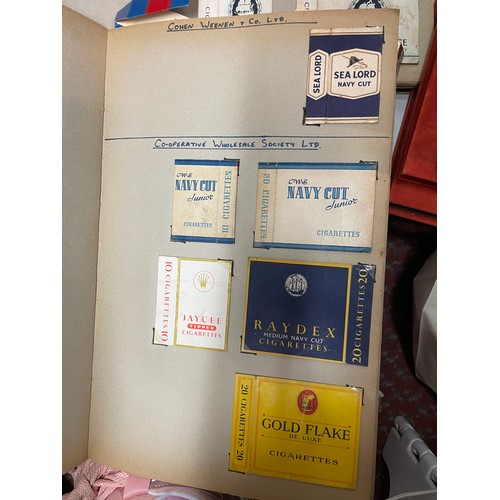 COHEN WEENEN & CO. LTD.
SEA LORD
SEA LORD
NAVY CUT
CO-OPERATIVE WHOLESALE SOCIETY LTD.
CWS
NAVY CUT
Junior
CIGARETTES
10 CIGARETTES
20 CIGARETTES
CWS
NAVY CUT
Junior
10 CIGARETTES 10
JAYCEE
TIPPED
CIGARETTES
RAYDEX
MEDIUM NAVY CUT
CIGARETTES
20 CIGARETTES 20
20 CIGARETTES 20
GOLD FLAKE
DE LUXE
CIGARETTES